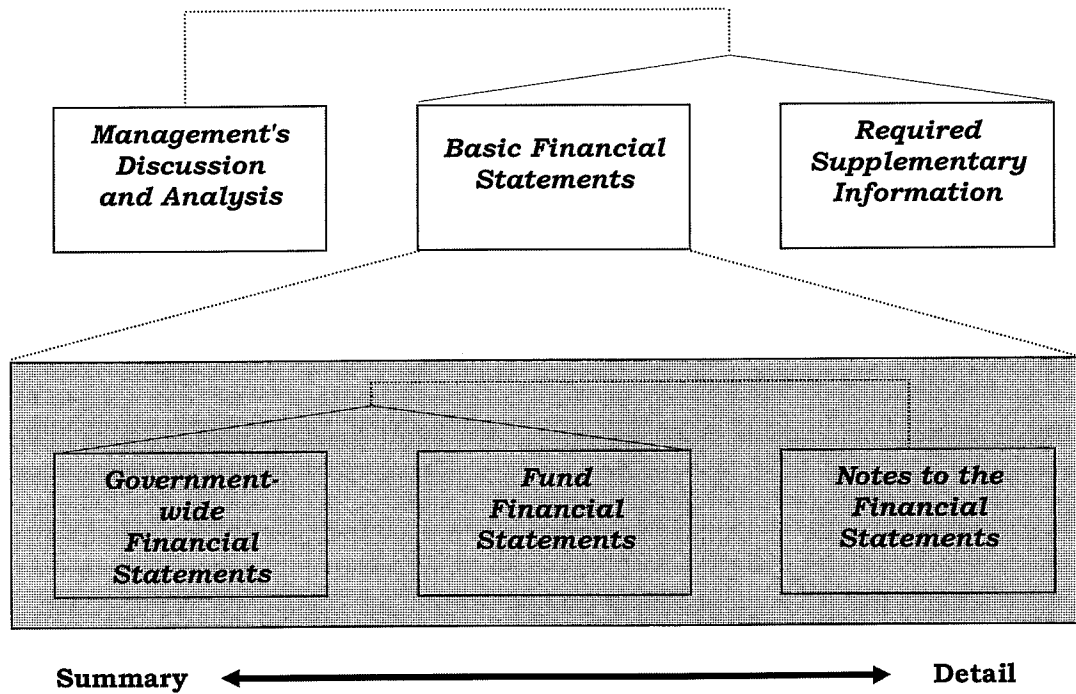 Management's
Discussion
and Analysis
Basic Financial
Statements
Required
Supplementary
Information
Government-
wide
Financial
Statements
Fund
Financial
Statements
Notes to the
Financial
Statements
Summary
Detail